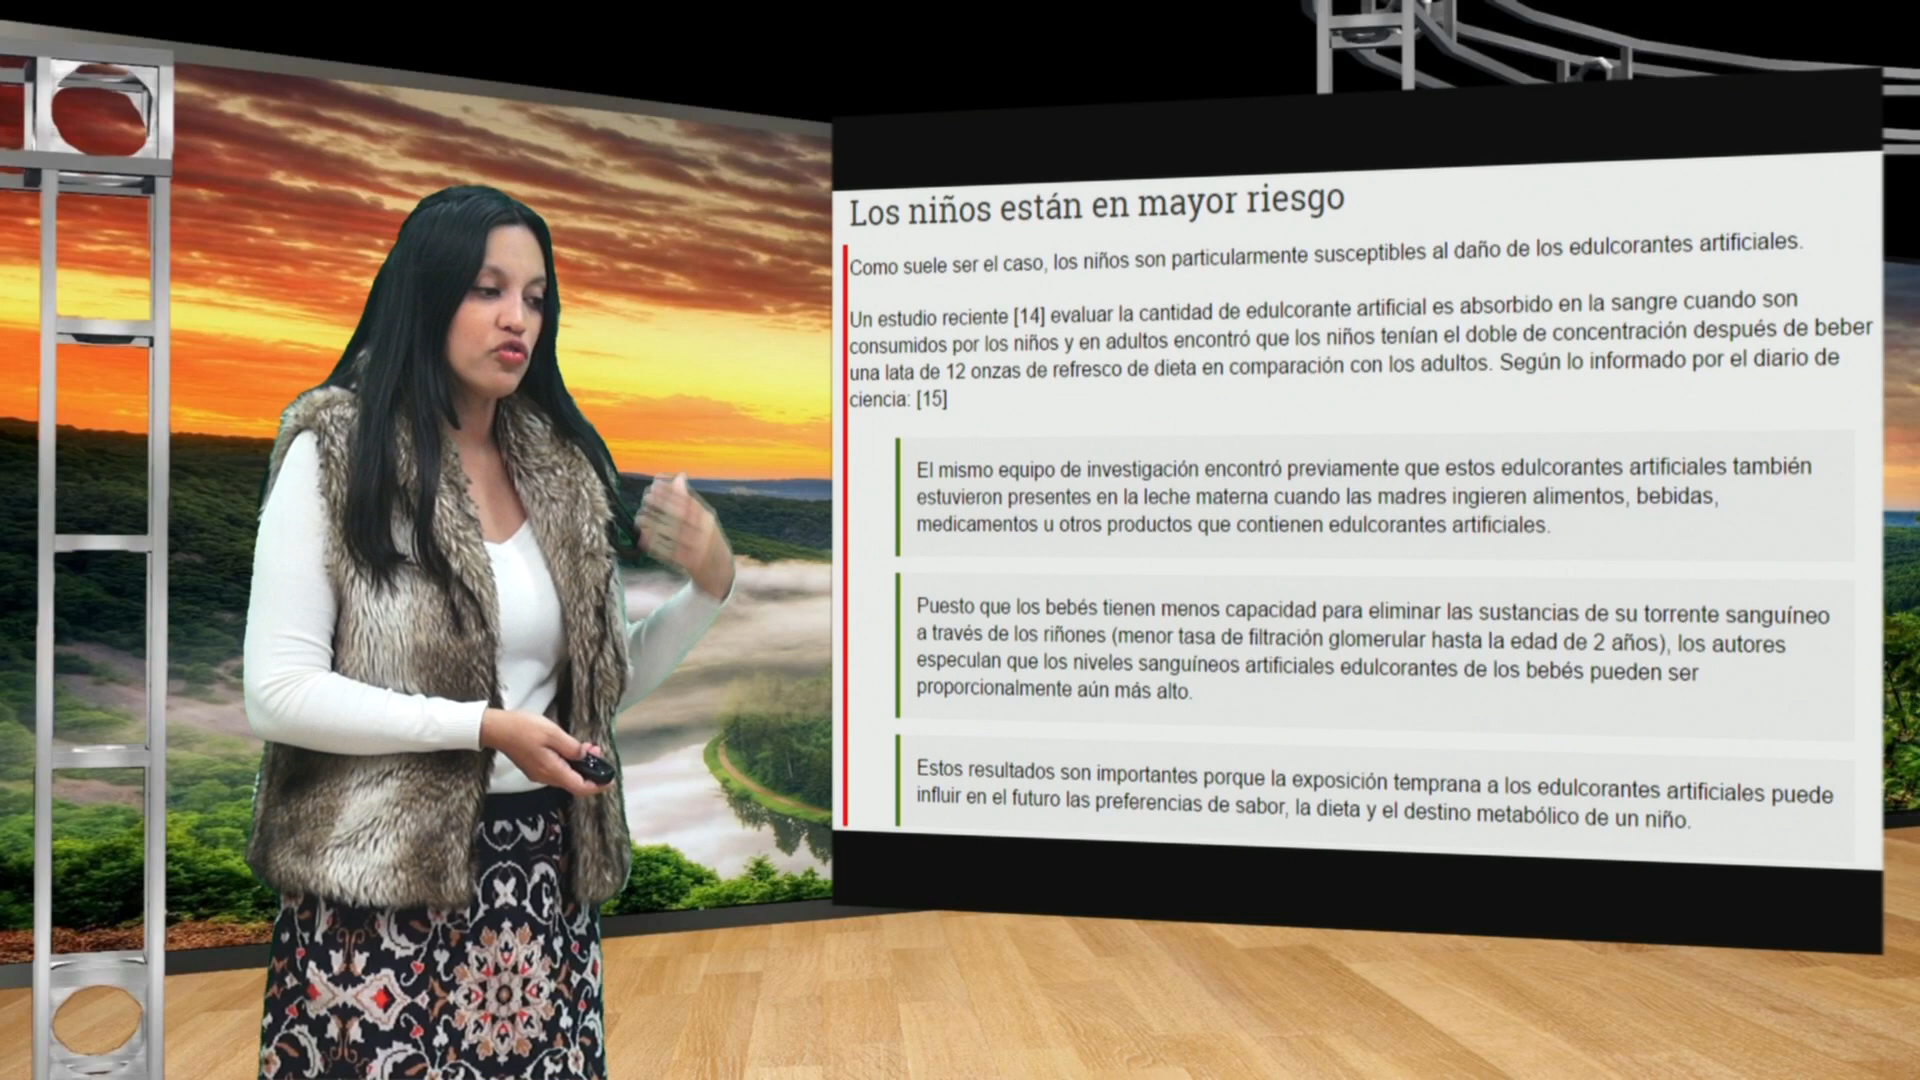 Los niños están en mayor riesgo
Como suele ser el caso, los niños son particularmente susceptibles al daño de los edulcorantes artificiales.
Un estudio reciente [14] evaluar la cantidad de edulcorante artificial es absorbido en la sangre cuando son
consumidos por los niños y en adultos encontró que los niños tenían el doble de concentración después de beber
una lata de 12 onzas de refresco de dieta en comparación con los adultos. Según lo informado por el diario de
ciencia: [15]
El mismo equipo de investigación encontró previamente que estos edulcorantes artificiales también
estuvieron presentes en la leche materna cuando las madres ingieren alimentos, bebidas,
medicamentos u otros productos que contienen edulcorantes artificiales.
Puesto que los bebés tienen menos capacidad para eliminar las sustancias de su torrente sanguíneo
a través de los riñones (menor tasa de filtración glomerular hasta la edad de 2 años), los autores
especulan que los niveles sanguíneos artificiales edulcorantes de los bebés pueden ser
proporcionalmente aún más alto.
Estos resultados son importantes porque la exposición temprana a los edulcorantes artificiales puede
influir en el futuro las preferencias de sabor, la dieta y el destino metabólico de un niño.